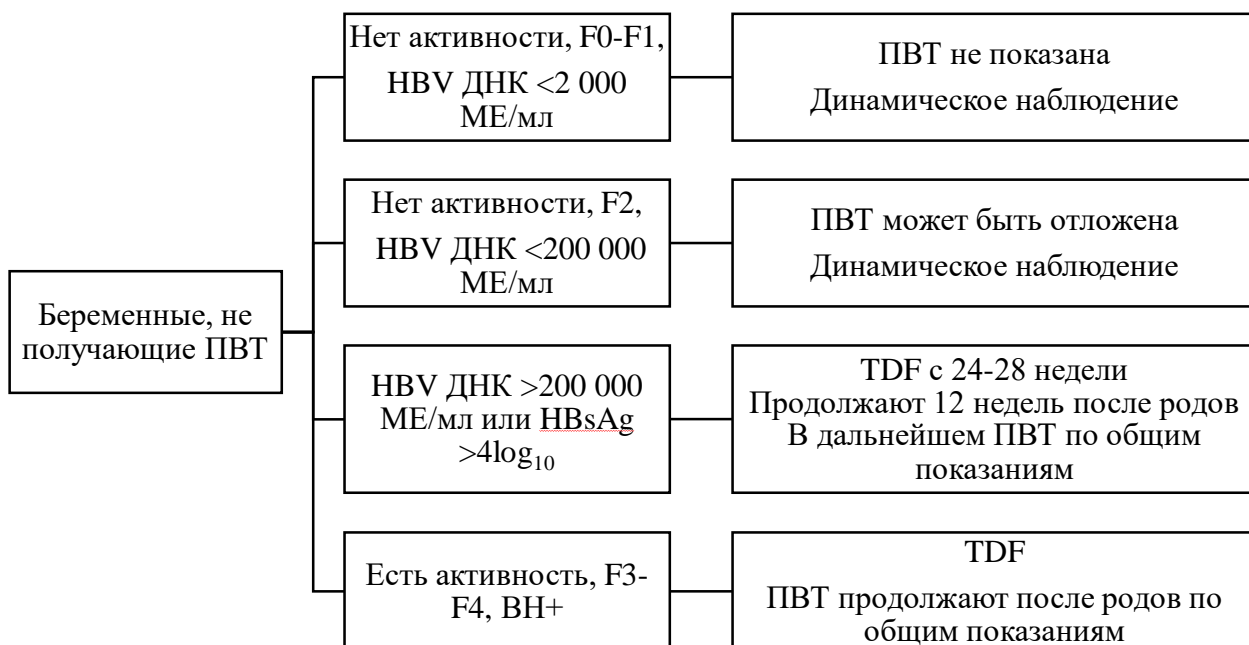 Беременные, не
получающие ПВТ
Нет активности, F0-F1,
HBV ДНК <2 000
МЕ/мл
ПВТ не показана
Динамическое наблюдение
Нет активности, F2,
HBV ДНК <200 000
МЕ/мл
ПВТ может быть отложена
Динамическое наблюдение
HBV ДНК >200 000
МЕ/мл или HBsAg
>4log₁₀
TDF с 24-28 недели
Продолжают 12 недель после родов
В дальнейшем ПВТ по общим
показаниям
Есть активность, F3-
F4, ВН+
TDF
ПВТ продолжают после родов по
общим показаниям